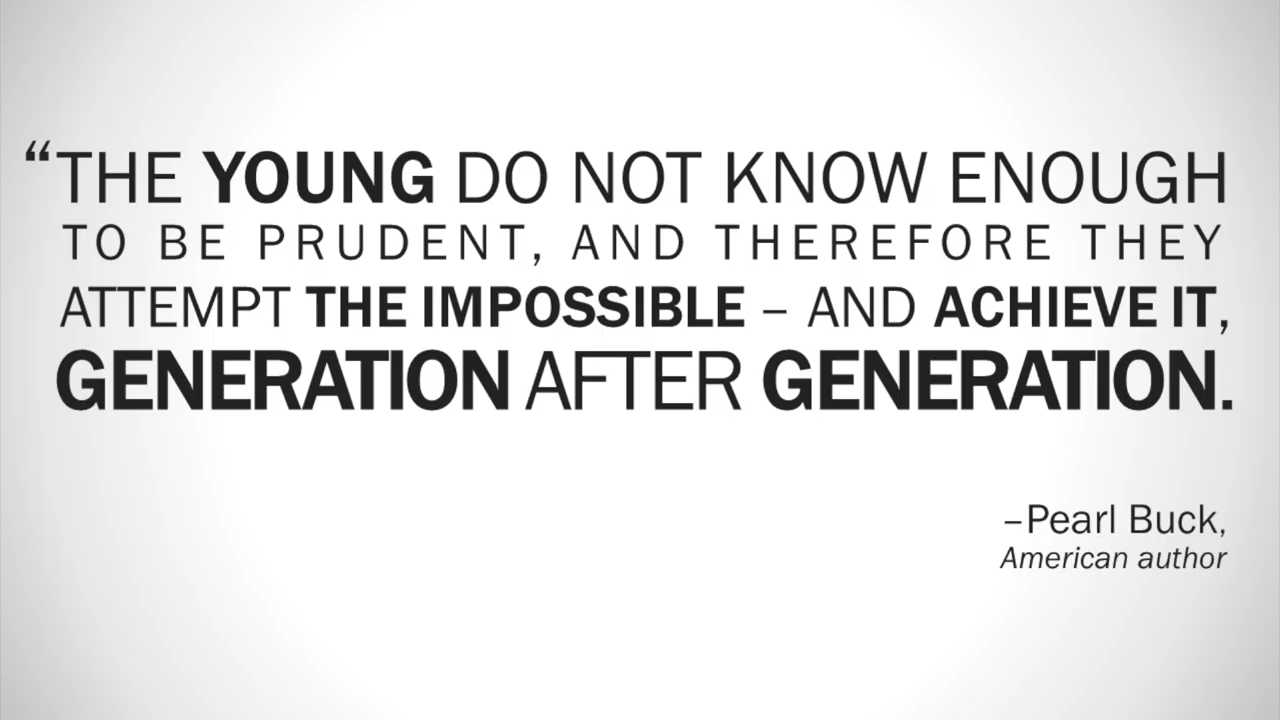 “THE YOUNG DO NOT KNOW ENOUGH
TO BE PRUDENT, AND THEREFORE THEY
ATTEMPT THE IMPOSSIBLE – AND ACHIEVE IT,
GENERATION AFTER GENERATION.
–Pearl Buck,
American author